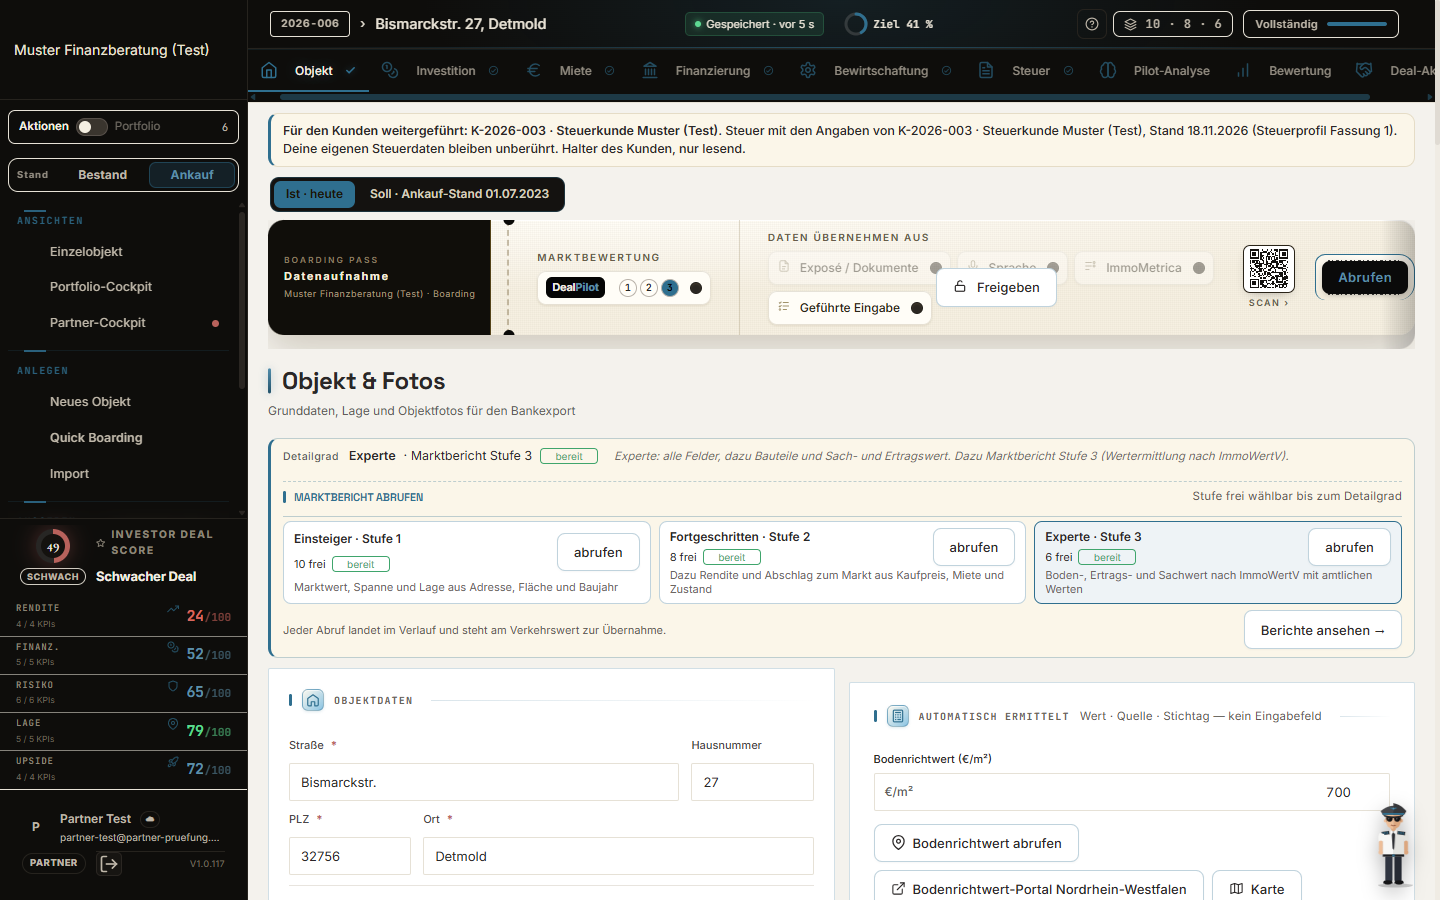 Muster Finanzberatung (Test)
2026-006 › Bismarckstr. 27, Detmold
Gespeichert · vor 5 s
Ziel 41 %
10 · 8 · 6
Vollständig
Objekt
Investition
Miete
Finanzierung
Bewirtschaftung
Steuer
Pilot-Analyse
Bewertung
Deal-Ak
Aktionen Portfolio 6
Stand Bestand Ankauf
ANSICHTEN
Einzelobjekt
Portfolio-Cockpit
Partner-Cockpit
ANLEGEN
Neues Objekt
Quick Boarding
Import
49
INVESTOR DEAL
SCORE
SCHWACH Schwacher Deal
RENDITE
4 / 4 KPIs
24/100
FINANZ.
5 / 5 KPIs
52/100
RISIKO
6 / 6 KPIs
65/100
LAGE
5 / 5 KPIs
79/100
UPSIDE
4 / 4 KPIs
72/100
P
Partner Test
partner-test@partner-pruefung....
PARTNER
V1.0.117
Für den Kunden weitergeführt: K-2026-003 · Steuerkunde Muster (Test). Steuer mit den Angaben von K-2026-003 · Steuerkunde Muster (Test), Stand 18.11.2026 (Steuerprofil Fassung 1).
Deine eigenen Steuerdaten bleiben unberührt. Halter des Kunden, nur lesend.
Ist · heute
Soll · Ankauf-Stand 01.07.2023
BOARDING PASS
Datenaufnahme
Muster Finanzberatung (Test) · Boarding
MARKTBEWERTUNG
DealPilot 1 2 3
DATEN ÜBERNEHMEN AUS
Exposé / Dokumente
Sprache
ImmoMetrica
Geführte Eingabe
Freigeben
SCAN ›
Abrufen
Objekt & Fotos
Grunddaten, Lage und Objektfotos für den Bankexport
Detailgrad Experte · Marktbericht Stufe 3 bereit Experte: alle Felder, dazu Bauteile und Sach- und Ertragswert. Dazu Marktbericht Stufe 3 (Wertermittlung nach ImmoWertV).
MARKTBERICHT ABRUFEN
Stufe frei wählbar bis zum Detailgrad
Einsteiger · Stufe 1
10 frei bereit
abrufen
Marktwert, Spanne und Lage aus Adresse, Fläche und Baujahr
Fortgeschritten · Stufe 2
8 frei bereit
abrufen
Dazu Rendite und Abschlag zum Markt aus Kaufpreis, Miete und
Zustand
Experte · Stufe 3
6 frei bereit
abrufen
Boden-, Ertrags- und Sachwert nach ImmoWertV mit amtlichen
Werten
Jeder Abruf landet im Verlauf und steht am Verkehrswert zur Übernahme.
Berichte ansehen →
OBJEKTDATEN
Straße *
Hausnummer
Bismarckstr.
27
PLZ *
Ort *
32756
Detmold
AUTOMATISCH ERMITTELT Wert · Quelle · Stichtag — kein Eingabefeld
Bodenrichtwert (€/m²)
€/m² 700
Bodenrichtwert abrufen
Bodenrichtwert-Portal Nordrhein-Westfalen
Karte